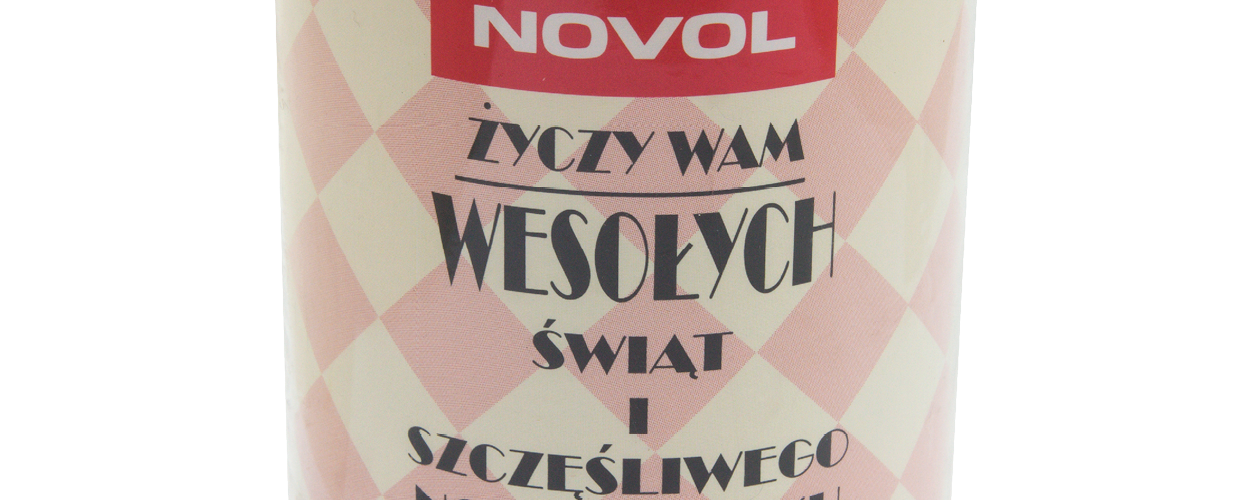 NOVOL
ŻYCZY WAM
WESOŁYCH
ŚWIĄT
I
SZCZĘŚLIWEGO